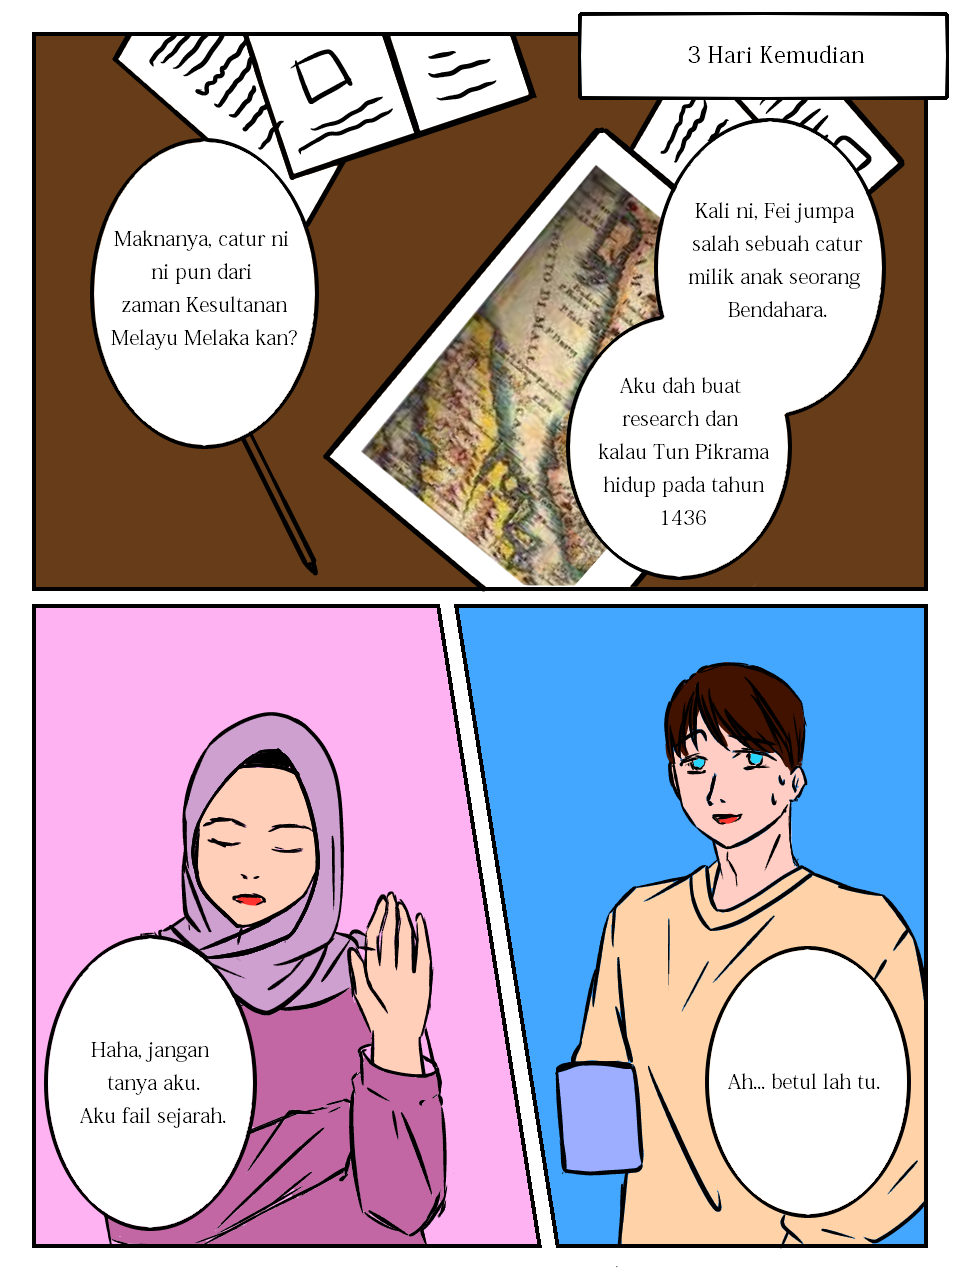 3 Hari Kemudian
Kali ni, Fei jumpa
salah sebuah catur
milik anak seorang
Bendahara.
Aku dah buat
research dan
kalau Tun Pikrama
hidup pada tahun
1436
Maknanya, catur ni
ni pun dari
zaman Kesultanan
Melayu Melaka kan?
Haha, jangan
tanya aku.
Aku fail sejarah.
Ah... betul lah tu.